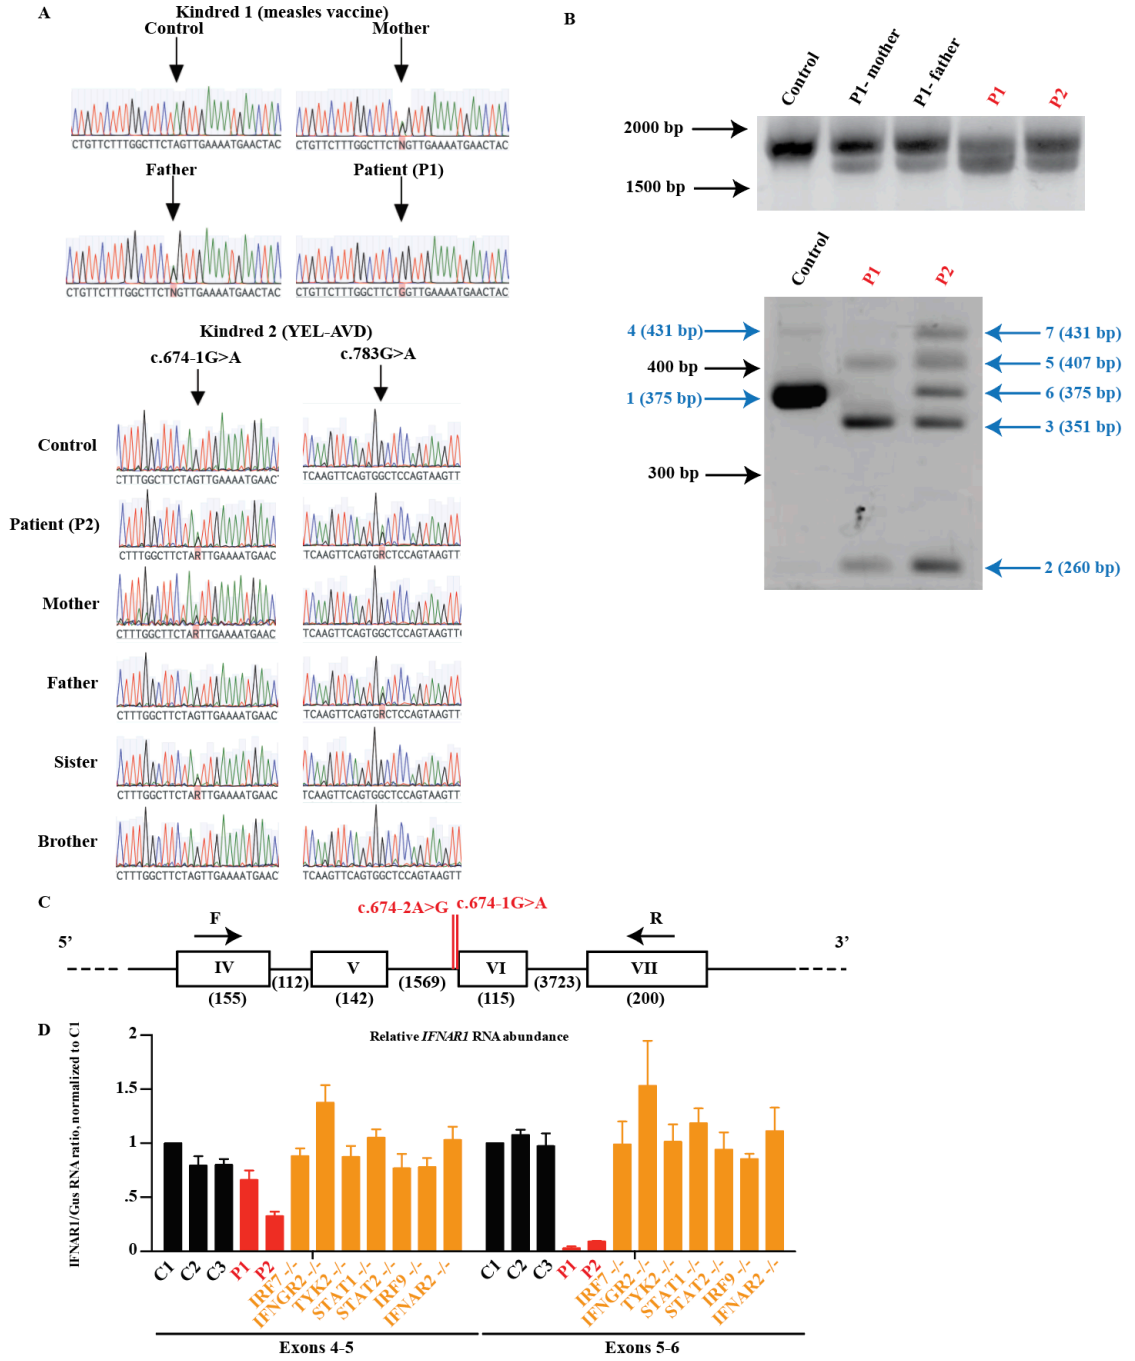 A
Kindred 1 (measles vaccine)
Control
Mother
CTGTTCTTTGGCTTCTAGTTGAAAATGAACTAC
CTGTTCTTTGGCTTCTNGTTGAAAATGAACTAC
Father
Patient (P1)
CTGTTCTTTGGCTTCTNGTTGAAAATGAACTAC
CTGTTCTTTGGCTTCTGGTTGAAAATGAACTAC
Kindred 2 (YEL-AVD)
c.674-1G>A
c.783G>A
Control
CTTTGGCTTCTAGTTGAAAATGAAC
TCAAGTTCAGTGGCTCCAGTAAGTT
Patient (P2)
CTTTGGCTTCTARTTGAAAATGAAC
TCAAGTTCAGTGRCTCCAGTAAGTT
Mother
CTTTGGCTTCTARTTGAAAATGAAC
TCAAGTTCAGTGGCTCCAGTAAGTT
Father
CTTTGGCTTCTAGTTGAAAATGAAC
TCAAGTTCAGTGRCTCCAGTAAGTT
Sister
CTTTGGCTTCTARTTGAAAATGAAC
TCAAGTTCAGTGGCTCCAGTAAGTT
Brother
CTTTGGCTTCTAGTTGAAAATGAAC
TCAAGTTCAGTGGCTCCAGTAAGTT
B
Control
P1- mother
P1- father
P1
P2
2000 bp
1500 bp
Control
P1
P2
4 (431 bp)
400 bp
1 (375 bp)
300 bp
7 (431 bp)
5 (407 bp)
6 (375 bp)
3 (351 bp)
2 (260 bp)
C
c.674-2A>G
c.674-1G>A
F
R
5’
3’
IV
V
VI
VII
(155)
(112)
(142)
(1569)
(115)
(3723)
(200)
D
Relative IFNAR1 RNA abundance
IFNAR1/Gus RNA ratio, normalized to C1
2
1.5
1
.5
0
C1
C2
C3
P1
P2
IRF7 -/-
IFNGR2 -/-
TYK2 -/-
STAT1 -/-
STAT2 -/-
IRF9 -/-
IFNAR2 -/-
C1
C2
C3
P1
P2
IRF7 -/-
IFNGR2 -/-
TYK2 -/-
STAT1 -/-
STAT2 -/-
IRF9 -/-
IFNAR2 -/-
Exons 4-5
Exons 5-6